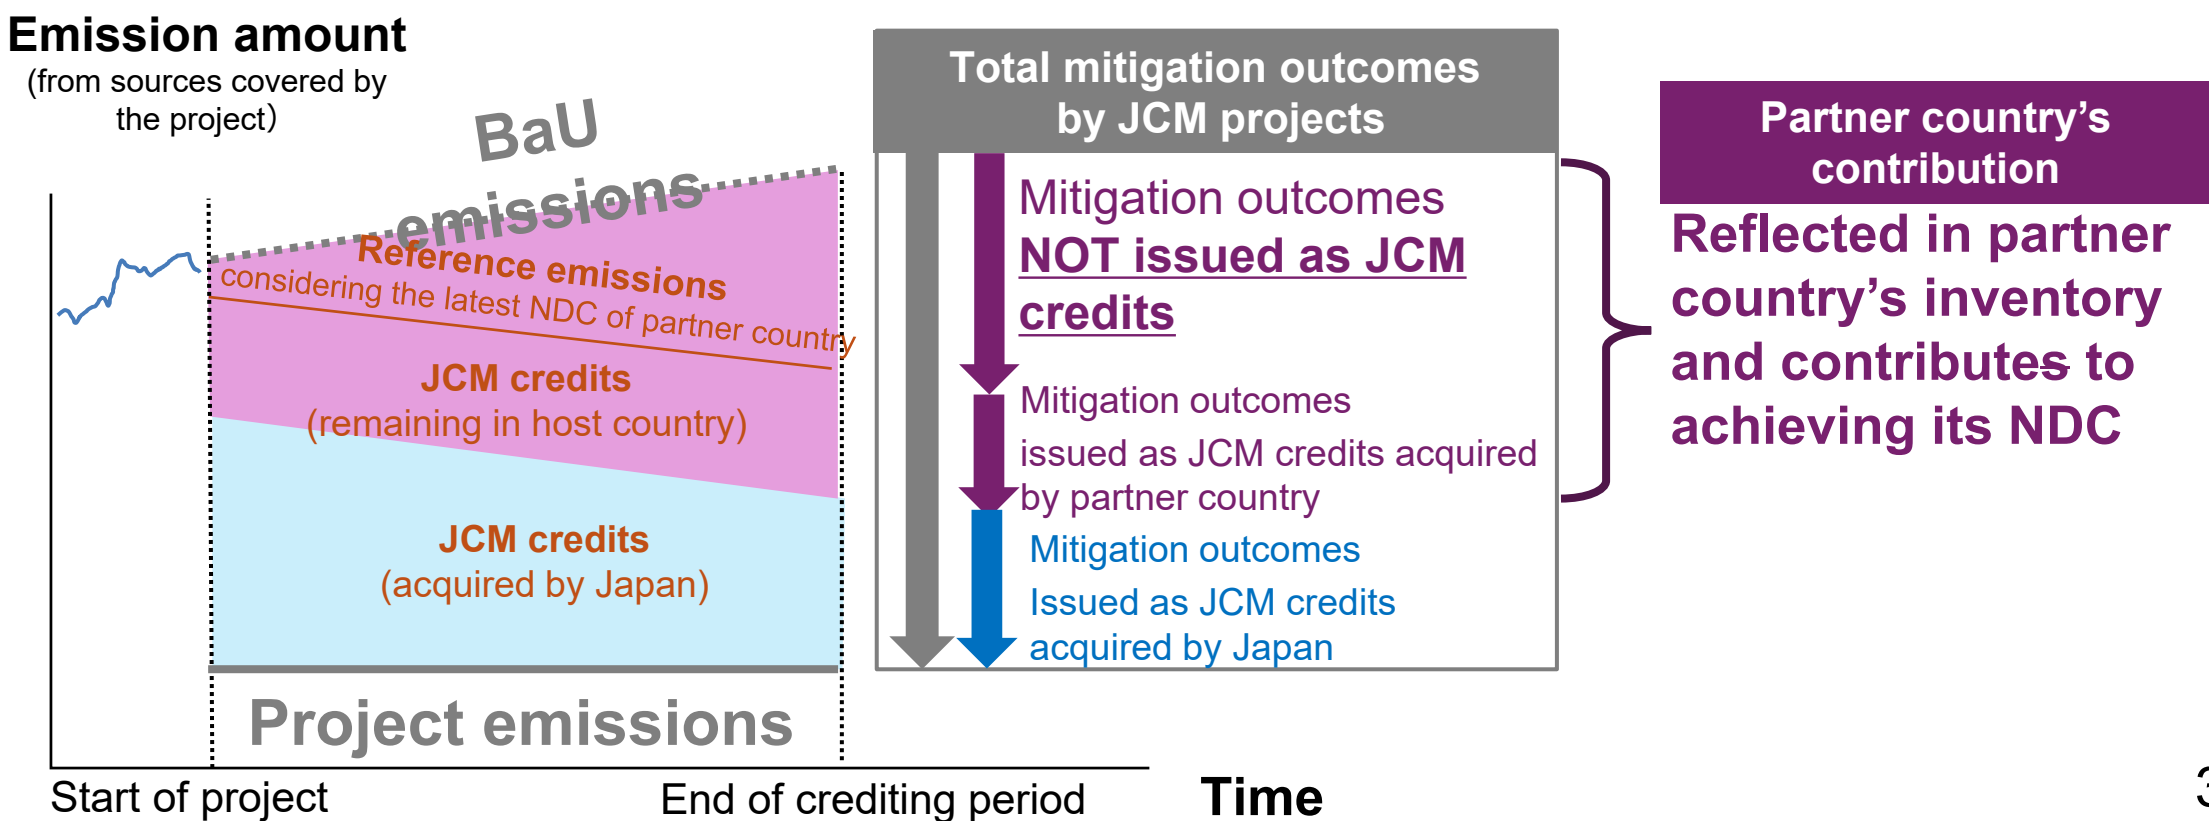 Emission amount
(from sources covered by
the project)
BaU
emissions
Reference emissions
considering the latest NDC of partner country
JCM credits
(remaining in host country)
JCM credits
(acquired by Japan)
Project emissions
Start of project
End of crediting period
Time
Total mitigation outcomes
by JCM projects
Mitigation outcomes
NOT issued as JCM
credits
Mitigation outcomes
issued as JCM credits acquired
by partner country
Mitigation outcomes
Issued as JCM credits
acquired by Japan
Partner country’s
contribution
Reflected in partner
country’s inventory
and contributes to
achieving its NDC